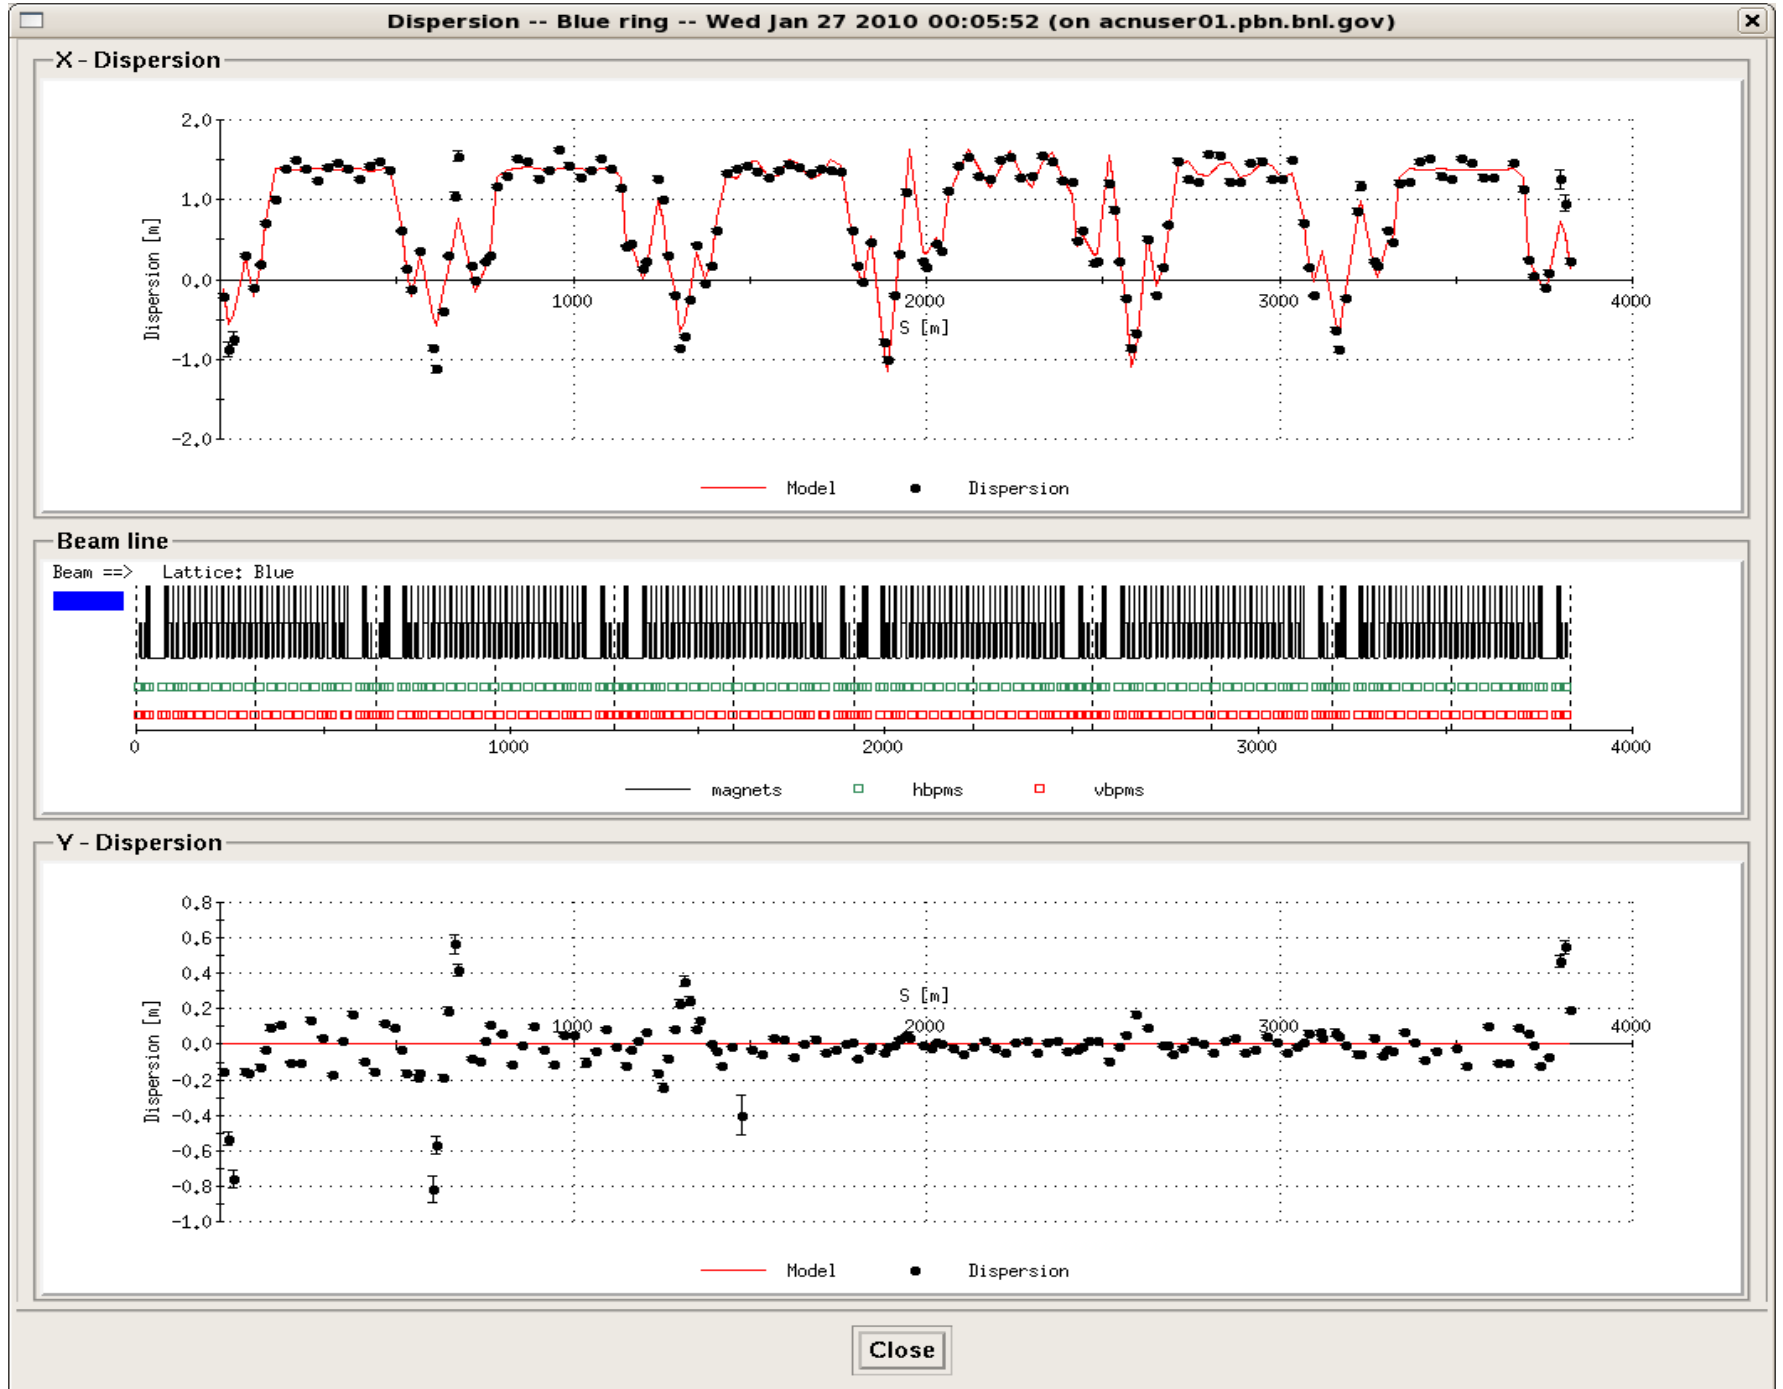 Dispersion -- Blue ring -- Wed Jan 27 2010 00:05:52 (on acnuser01.pbn.bnl.gov)
X - Dispersion
2.0
1.0
0.0
-1.0
-2.0
Dispersion [m]
1000 2000 3000 4000
S [m]
Model Dispersion
Beam line
Beam ==> Lattice: Blue
0 1000 2000 3000 4000
magnets hbpms vbpms
Y - Dispersion
0.8
0.6
0.4
0.2
0.0
-0.2
-0.4
-0.6
-0.8
-1.0
Dispersion [m]
S [m]
1000 2000 3000 4000
Model Dispersion
Close